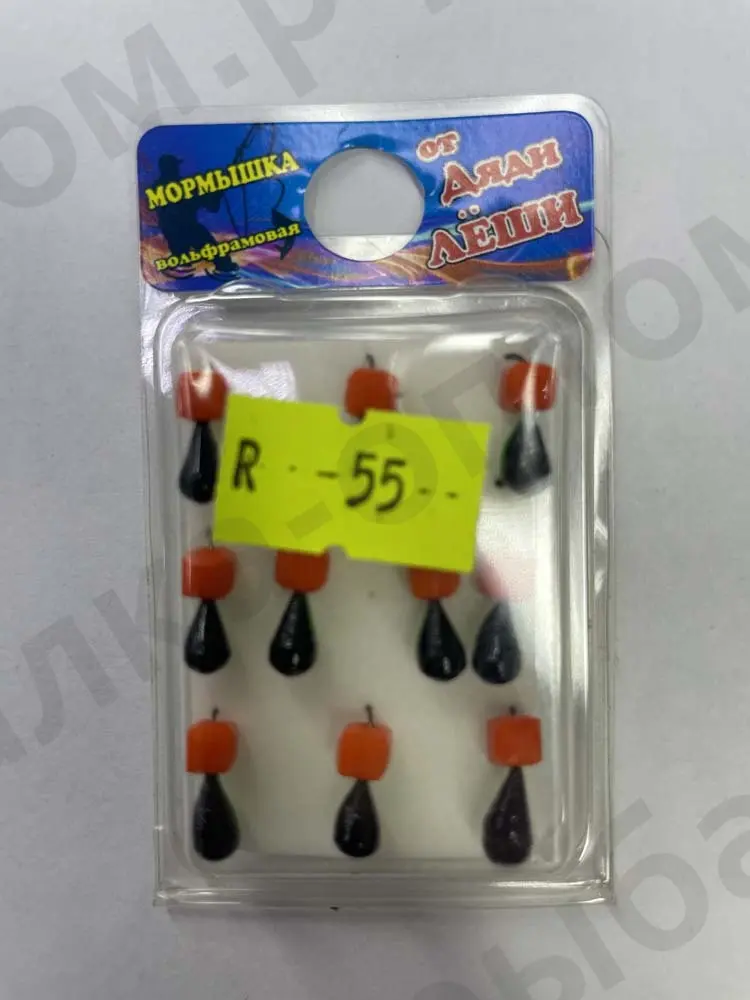 МОРМЫШКА
вольфрамовая
от
Дяди
ЛЁШИ
R - -55- -